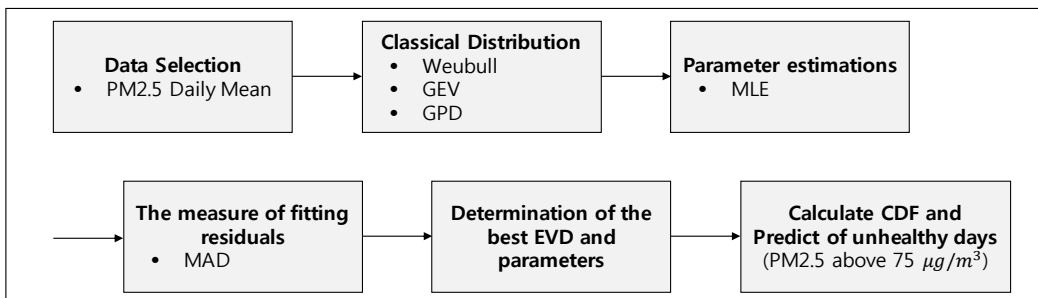 Data Selection
• PM2.5 Daily Mean
Classical Distribution
• Weubull
• GEV
• GPD
Parameter estimations
• MLE
The measure of fitting
residuals
• MAD
Determination of the
best EVD and
parameters
Calculate CDF and
Predict of unhealthy days
(PM2.5 above 75 μg/m³)